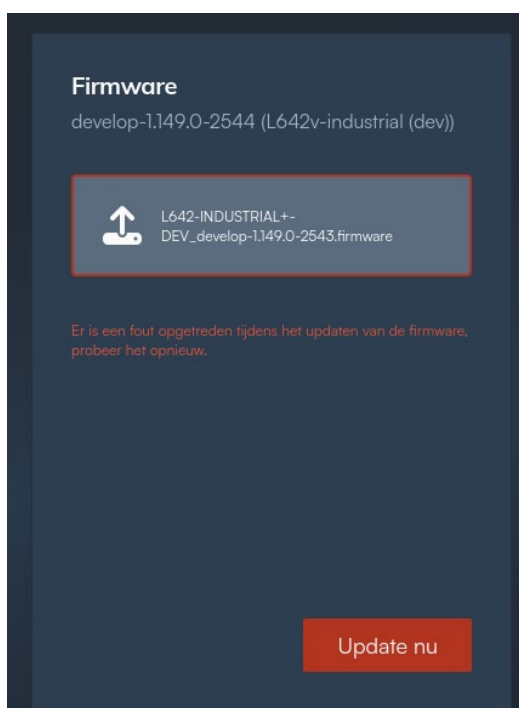 Firmware
develop-1.149.0-2544 (L642v-industrial (dev))
L642-INDUSTRIAL+-
DEV_develop-1.149.0-2543.firmware
Er is een fout opgetreden tijdens het updaten van de firmware,
probeer het opnieuw.
Update nu